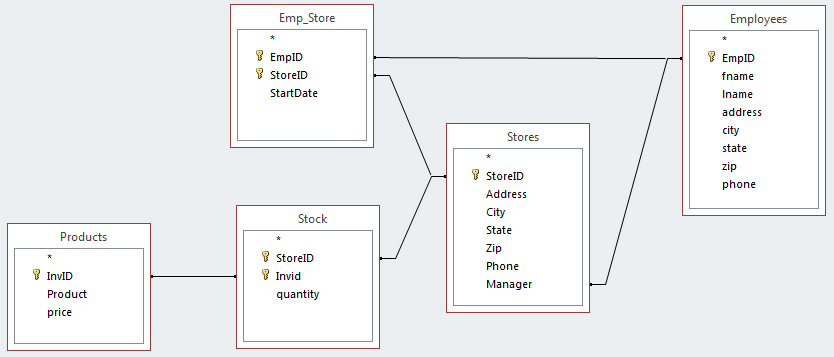 Emp_Store
*
EmpID
StoreID
StartDate
Employees
*
EmpID
fname
lname
address
city
state
zip
phone
Stores
*
StoreID
Address
City
State
Zip
Phone
Manager
Stock
*
StoreID
Invid
quantity
Products
*
InvID
Product
price